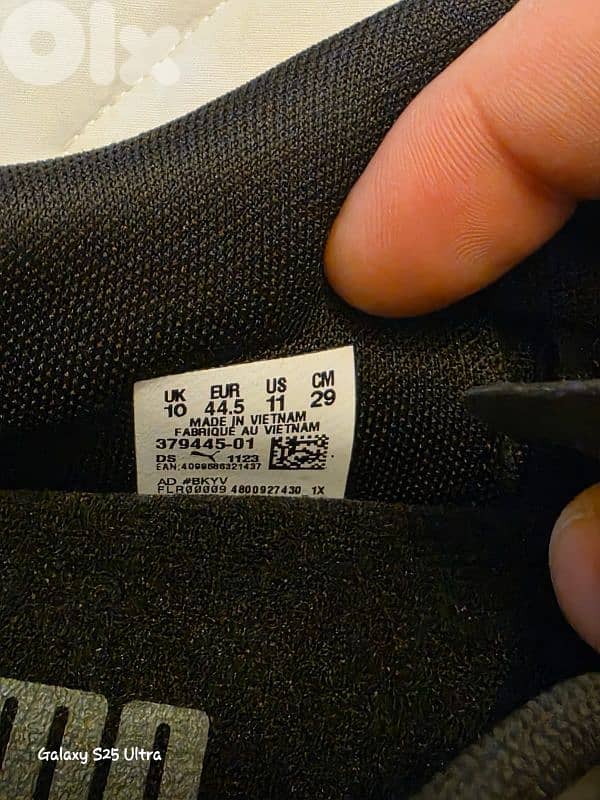 Olx
UK EUR US CM
10 44.5 11 29
MADE IN VIETNAM
FABRIQUÉ AU VIETNAM
379445-01
DS 1123
EAN:4099686321437
AD #BKYV
FLR00009 4800927430 1X
Galaxy S25 Ultra